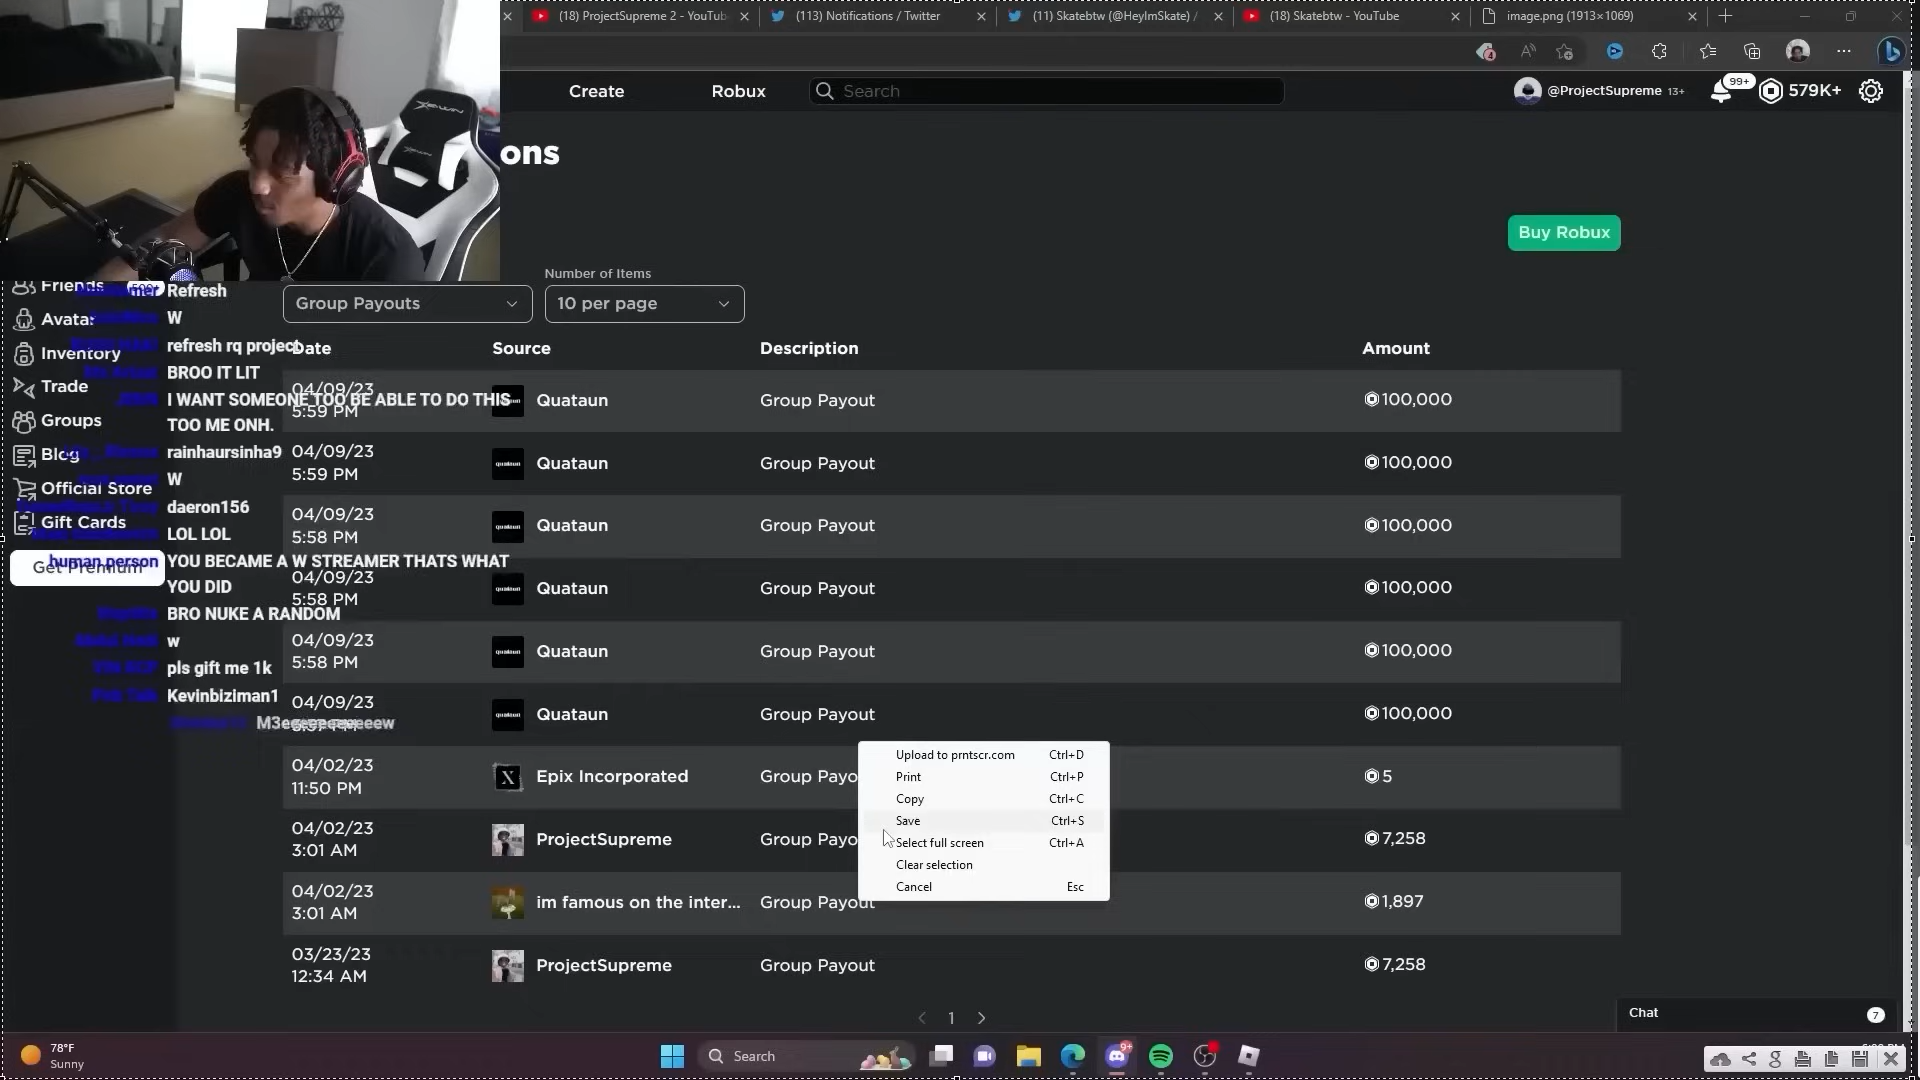 (18) ProjectSupreme 2 - YouTub
(113) Notifications / Twitter
(11) Skatebtw (@HeyImSkate) /
(18) Skatebtw - YouTube
image.png (1913×1069)
Create
Robux
Search
@ProjectSupreme 13+
99+
579K+
ons
Buy Robux
Number of Items
Group Payouts
10 per page
Friends
Avatar
Inventory
Trade
Groups
Blog
Official Store
Gift Cards
Get Premium
Refresh
W
refresh rq project
BROO IT LIT
I WANT SOMEONE TOO BE ABLE TO DO THIS
TOO ME ONH.
rainhaursinha9
W
daeron156
LOL LOL
human person YOU BECAME A W STREAMER THATS WHAT
YOU DID
BRO NUKE A RANDOM
w
pls gift me 1k
Kevinbiziman1
Date Source Description Amount
04/09/23
5:59 PM
Quataun Group Payout 100,000
04/09/23
5:59 PM
Quataun Group Payout 100,000
04/09/23
5:58 PM
Quataun Group Payout 100,000
04/09/23
5:58 PM
Quataun Group Payout 100,000
04/09/23
5:58 PM
Quataun Group Payout 100,000
04/09/23
Quataun Group Payout 100,000
04/02/23
11:50 PM
X
Epix Incorporated Group Payo 5
04/02/23
3:01 AM
ProjectSupreme Group Payo 7,258
04/02/23
3:01 AM
im famous on the inter... Group Payout 1,897
03/23/23
12:34 AM
ProjectSupreme Group Payout 7,258
Upload to prntscr.com Ctrl+D
Print Ctrl+P
Copy Ctrl+C
Save Ctrl+S
Select full screen Ctrl+A
Clear selection
Cancel Esc
1
Chat 7
78°F
Sunny
Search
9+